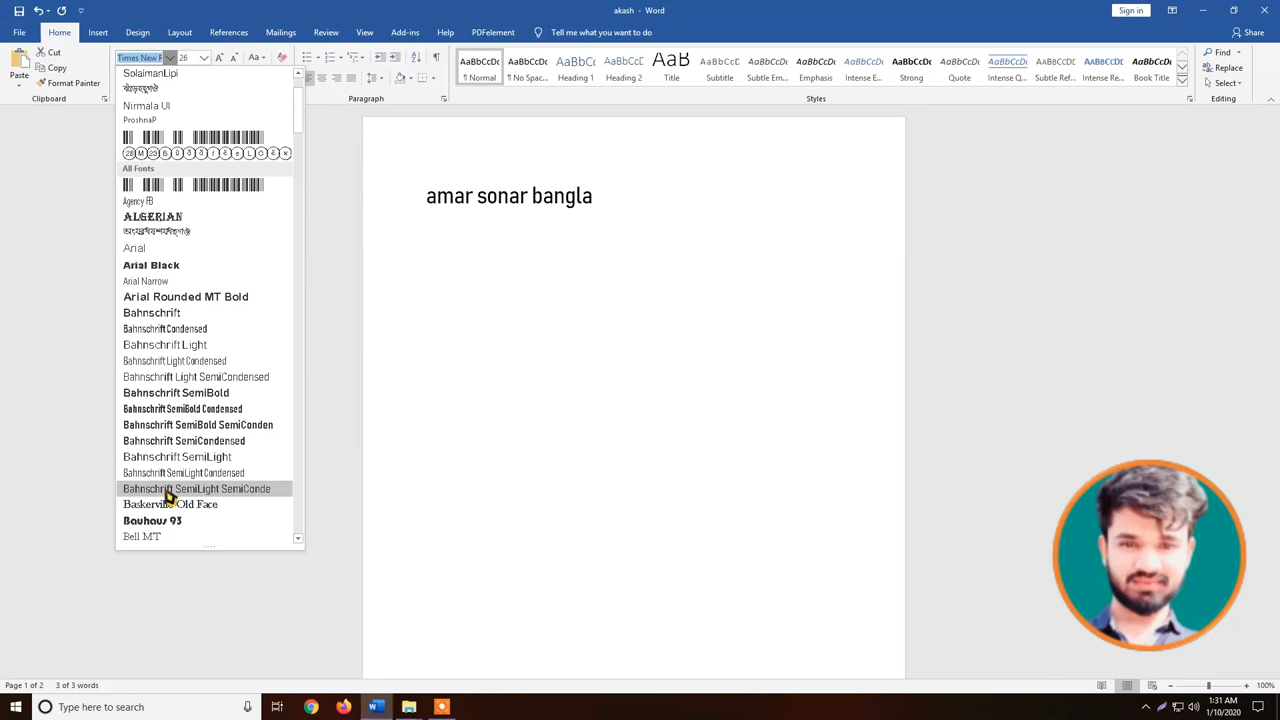 akash - Word
Sign in
File Home Insert Design Layout References Mailings Review View Add-ins Help PDFelement Tell me what you want to do Share
Paste
Cut
Copy
Format Painter
Clipboard
Times New R 26
Aa
Paragraph
AaBbCcDc AaBbCcDc AaBbCc AaBbCcC AaB AaBbCcD AaBbCcDc AaBbCcDc AaBbCcDc AaBbCcDc AaBbCcDc AaBbCcDc AaBbCcDc AaBbCcDc AaBbCcDc
¶ Normal ¶ No Spac... Heading 1 Heading 2 Title Subtitle Subtle Em... Emphasis Intense E... Strong Quote Intense Q... Subtle Ref... Intense Re... Book Title
Styles
Find
Replace
Select
Editing
SolaimanLipi
Nirmala UI
ProshnaP
All Fonts
Agency FB
ALGERIAN
Arial
Arial Black
Arial Narrow
Arial Rounded MT Bold
Bahnschrift
Bahnschrift Condensed
Bahnschrift Light
Bahnschrift Light Condensed
Bahnschrift Light SemiCondensed
Bahnschrift SemiBold
Bahnschrift SemiBold Condensed
Bahnschrift SemiBold SemiConden
Bahnschrift SemiCondensed
Bahnschrift SemiLight
Bahnschrift SemiLight Condensed
Bahnschrift SemiLight SemiConde
Baskerville Old Face
Bauhaus 93
Bell MT
amar sonar bangla
Page 1 of 2 3 of 3 words
100%
Type here to search
1:31 AM
1/10/2020